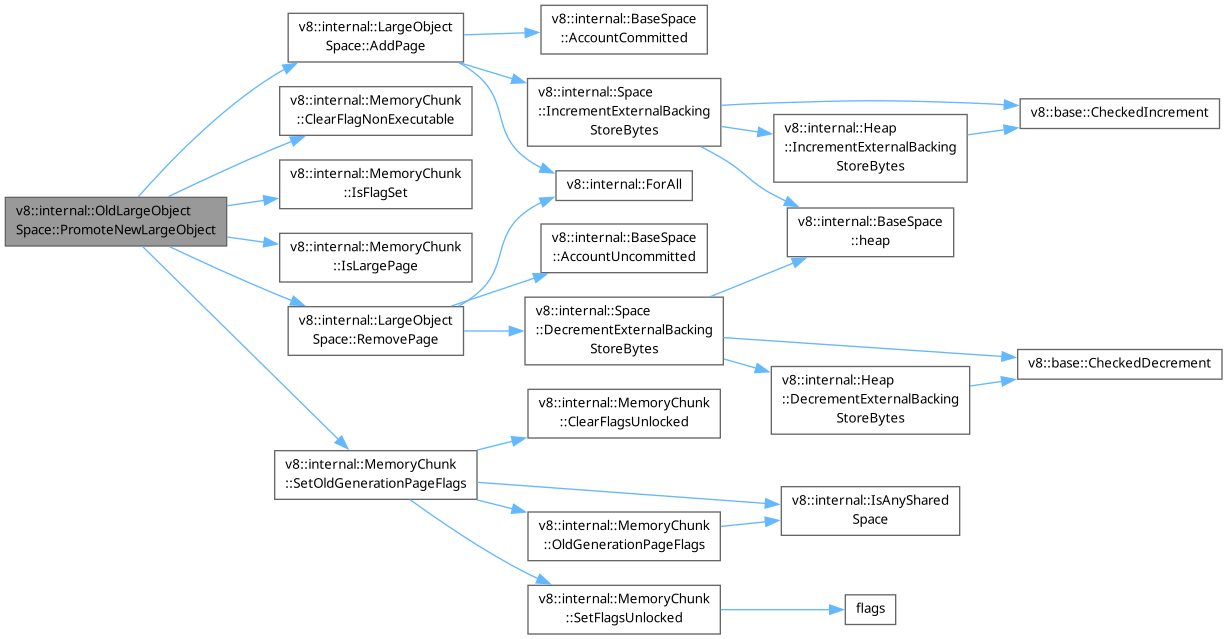 v8::internal::OldLargeObject
Space::PromoteNewLargeObject
v8::internal::LargeObject
Space::AddPage
v8::internal::MemoryChunk
::ClearFlagNonExecutable
v8::internal::MemoryChunk
::IsFlagSet
v8::internal::MemoryChunk
::IsLargePage
v8::internal::LargeObject
Space::RemovePage
v8::internal::MemoryChunk
::SetOldGenerationPageFlags
v8::internal::BaseSpace
::AccountCommitted
v8::internal::Space
::IncrementExternalBacking
StoreBytes
v8::internal::ForAll
v8::internal::BaseSpace
::AccountUncommitted
v8::internal::Space
::DecrementExternalBacking
StoreBytes
v8::internal::MemoryChunk
::ClearFlagsUnlocked
v8::internal::MemoryChunk
::OldGenerationPageFlags
v8::internal::MemoryChunk
::SetFlagsUnlocked
v8::internal::Heap
::IncrementExternalBacking
StoreBytes
v8::internal::BaseSpace
::heap
v8::internal::Heap
::DecrementExternalBacking
StoreBytes
v8::internal::IsAnyShared
Space
flags
v8::base::CheckedIncrement
v8::base::CheckedDecrement